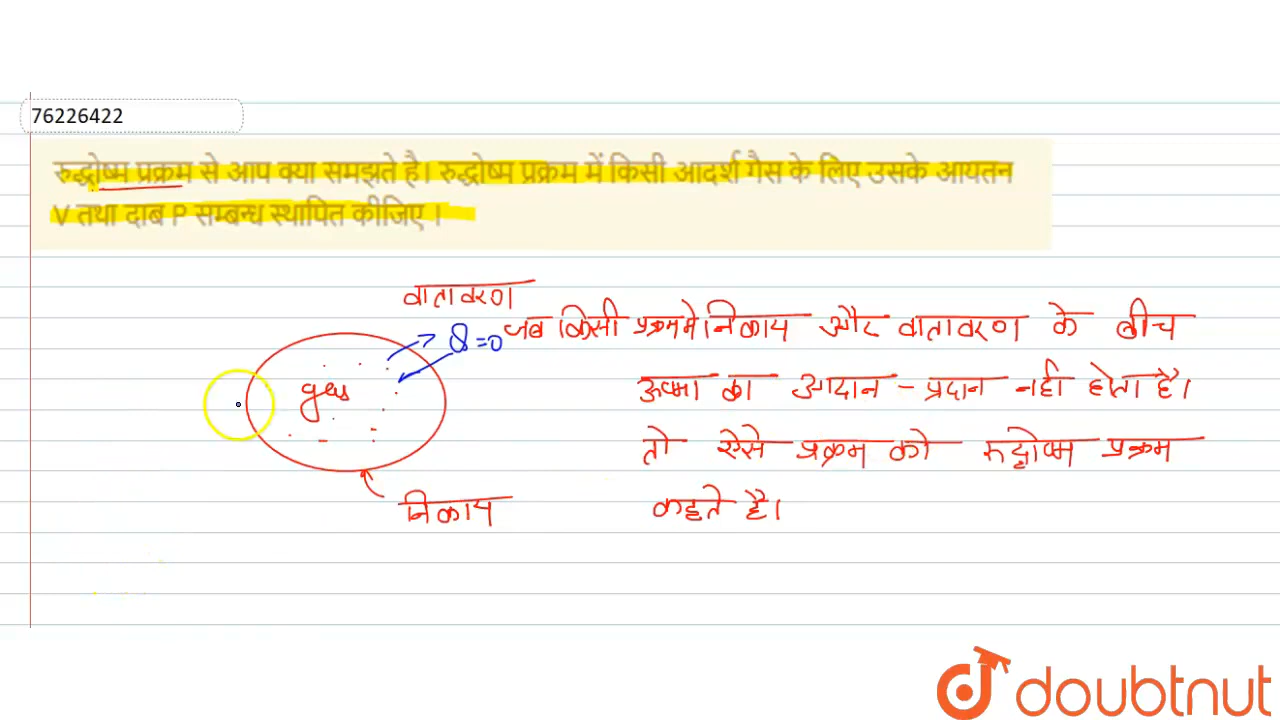 76226422
रुद्धोष्म प्रक्रम से आप क्या समझते है। रुद्धोष्म प्रक्रम में किसी आदर्श गैस के लिए उसके आयतन
V तथा दाब P सम्बन्ध स्थापित कीजिए ।
वातावरण
जब किसी प्रक्रम मे निकाय और वातावरण के बीच
Q=0
gas
ऊष्मा का आदान-प्रदान नही होता है।
तो ऐसे प्रक्रम को रुद्धोष्म प्रक्रम
निकाय
कहते है।
doubtnut